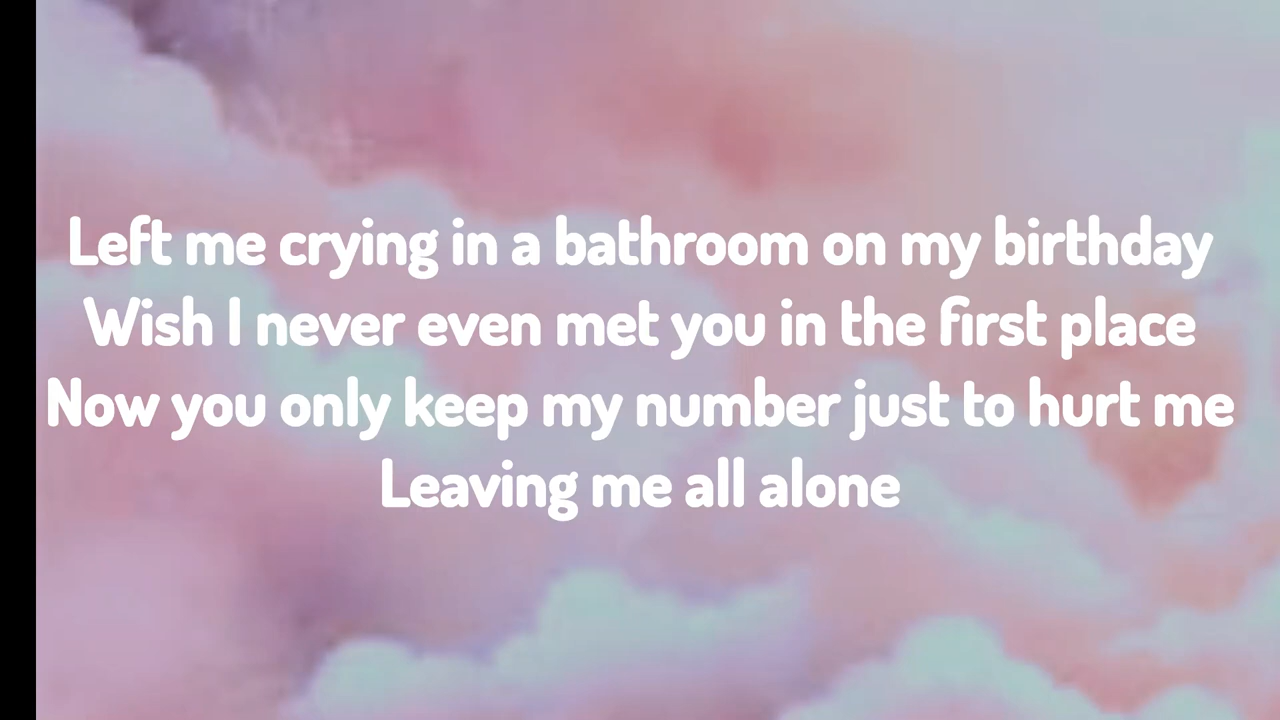 Left me crying in a bathroom on my birthday
Wish I never even met you in the first place
Now you only keep my number just to hurt me
Leaving me all alone